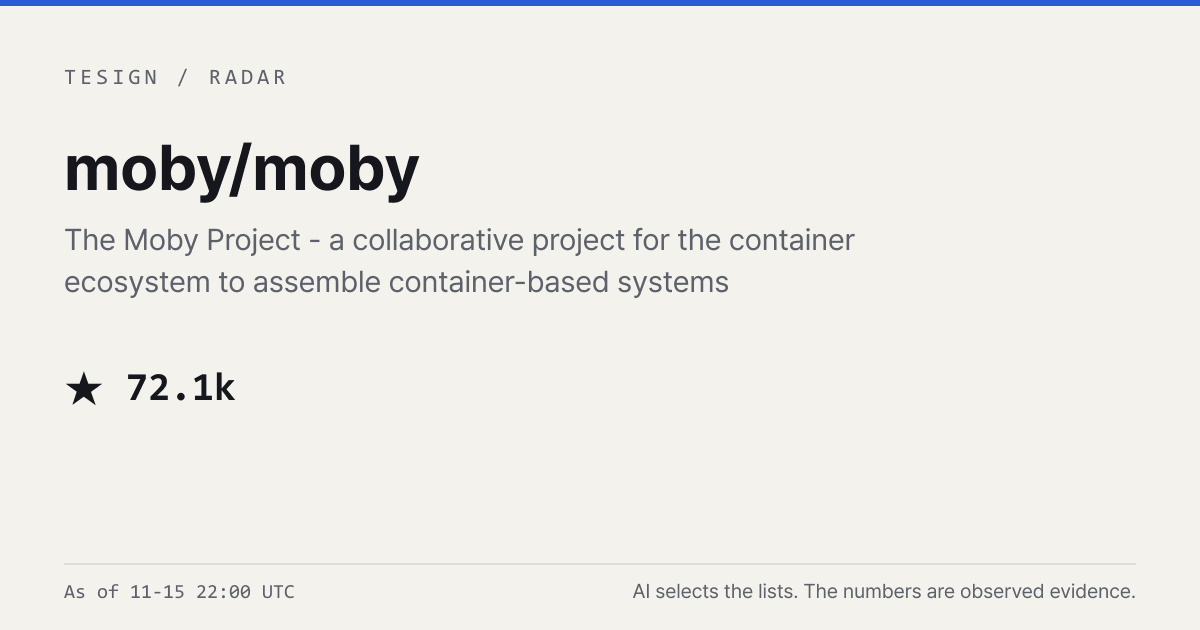 TESIGN / RADAR
moby/moby
The Moby Project - a collaborative project for the container
ecosystem to assemble container-based systems
★ 72.1k
As of 11-15 22:00 UTC
AI selects the lists. The numbers are observed evidence.